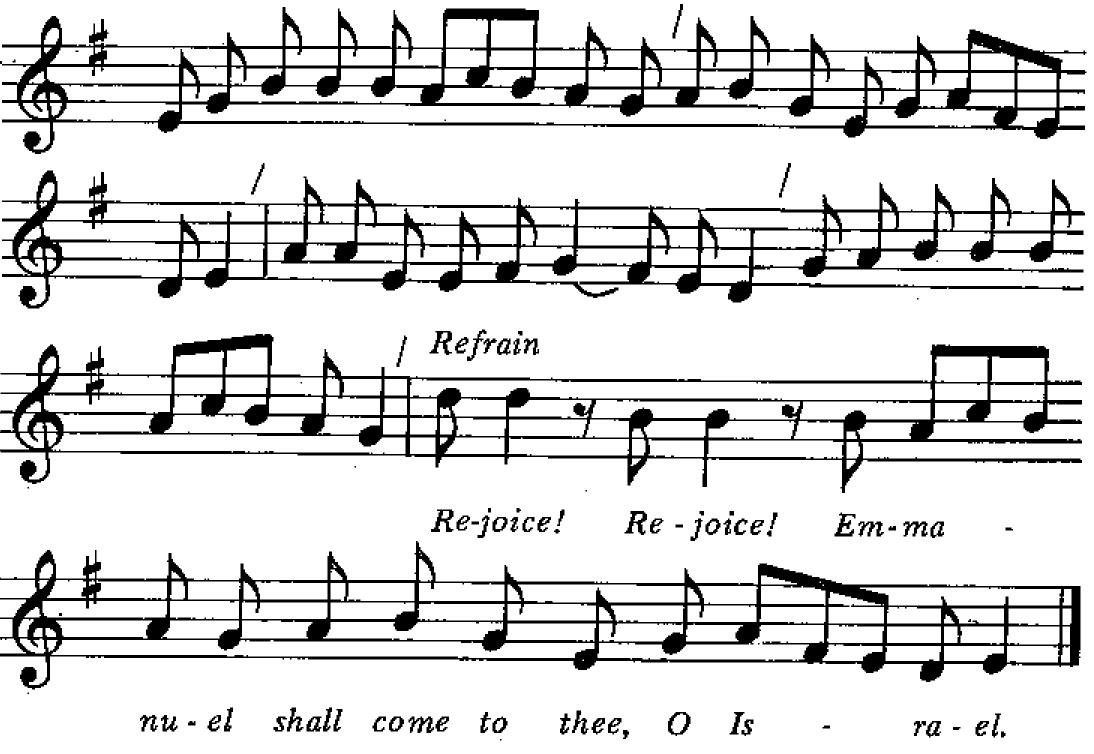 Refrain
Re-joice! Re - joice! Em - ma -
nu - el shall come to thee, O Is - ra - el.